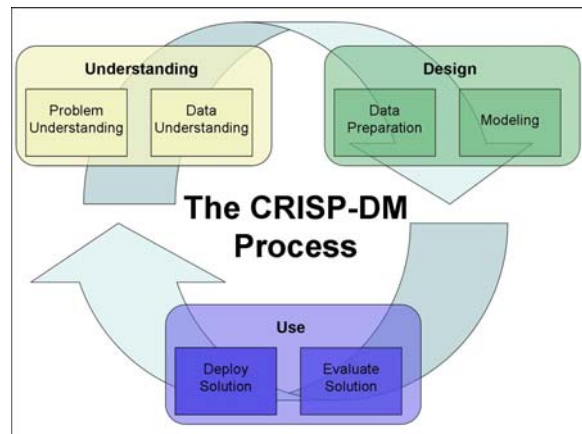 Understanding
Problem
Understanding
Data
Understanding
Design
Data
Preparation
Modeling
The CRISP-DM
Process
Use
Deploy
Solution
Evaluate
Solution